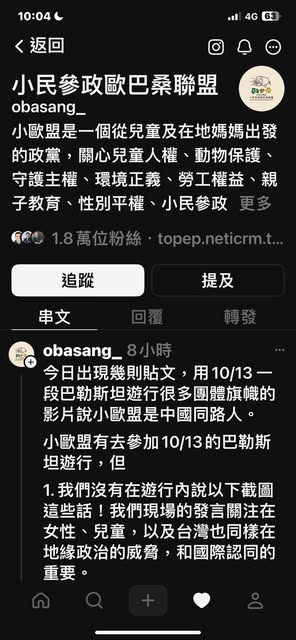 10:04
4G 63
返回
小民參政歐巴桑聯盟
obasang_
小歐盟是一個從兒童及在地媽媽出發
的政黨，關心兒童人權、動物保護、
守護主權、環境正義、勞工權益、親
子教育、性別平權、小民參政 更多
1.8 萬位粉絲 · topep.neticrm.t...
追蹤 提及
串文 回覆 轉發
obasang_ 8小時
今日出現幾則貼文，用 10/13 一
段巴勒斯坦遊行很多團體旗幟的
影片說小歐盟是中國同路人。
小歐盟有去參加 10/13 的巴勒斯
坦遊行，但
1. 我們沒有在遊行內說以下截圖
這些話！我們現場的發言關注在
女性、兒童，以及台灣也同樣在
地緣政治的威脅，和國際認同的
重要。